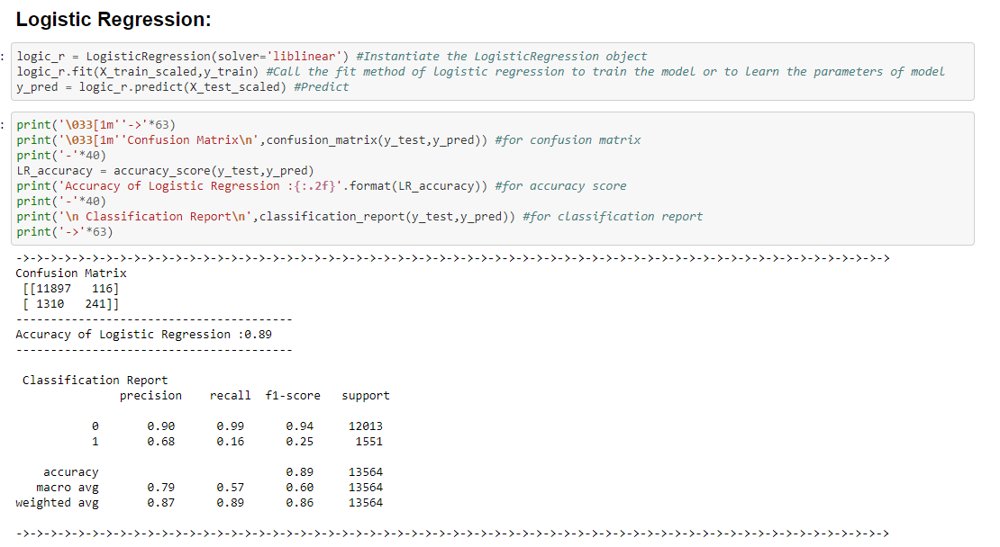 Logistic Regression:
: logic_r = LogisticRegression(solver='liblinear') #Instantiate the LogisticRegression object
logic_r.fit(X_train_scaled,y_train) #Call the fit method of logistic regression to train the model or to learn the parameters of model
y_pred = logic_r.predict(X_test_scaled) #Predict
: print('\033[1m''->'*63)
print('\033[1m''Confusion Matrix\n',confusion_matrix(y_test,y_pred)) #for confusion matrix
print('-'*40)
LR_accuracy = accuracy_score(y_test,y_pred)
print('Accuracy of Logistic Regression :{:.2f}'.format(LR_accuracy)) #for accuracy score
print('-'*40)
print('\n Classification Report\n',classification_report(y_test,y_pred)) #for classification report
print('->'*63)
->->->->->->->->->->->->->->->->->->->->->->->->->->->->->->->->->->->->->->->->->->->->->->->->->->->->->->->->->->->->->->->
Confusion Matrix
[[11897 116]
[ 1310 241]]
----------------------------------------
Accuracy of Logistic Regression :0.89
----------------------------------------
Classification Report
precision recall f1-score support
0 0.90 0.99 0.94 12013
1 0.68 0.16 0.25 1551
accuracy 0.89 13564
macro avg 0.79 0.57 0.60 13564
weighted avg 0.87 0.89 0.86 13564
->->->->->->->->->->->->->->->->->->->->->->->->->->->->->->->->->->->->->->->->->->->->->->->->->->->->->->->->->->->->->->->